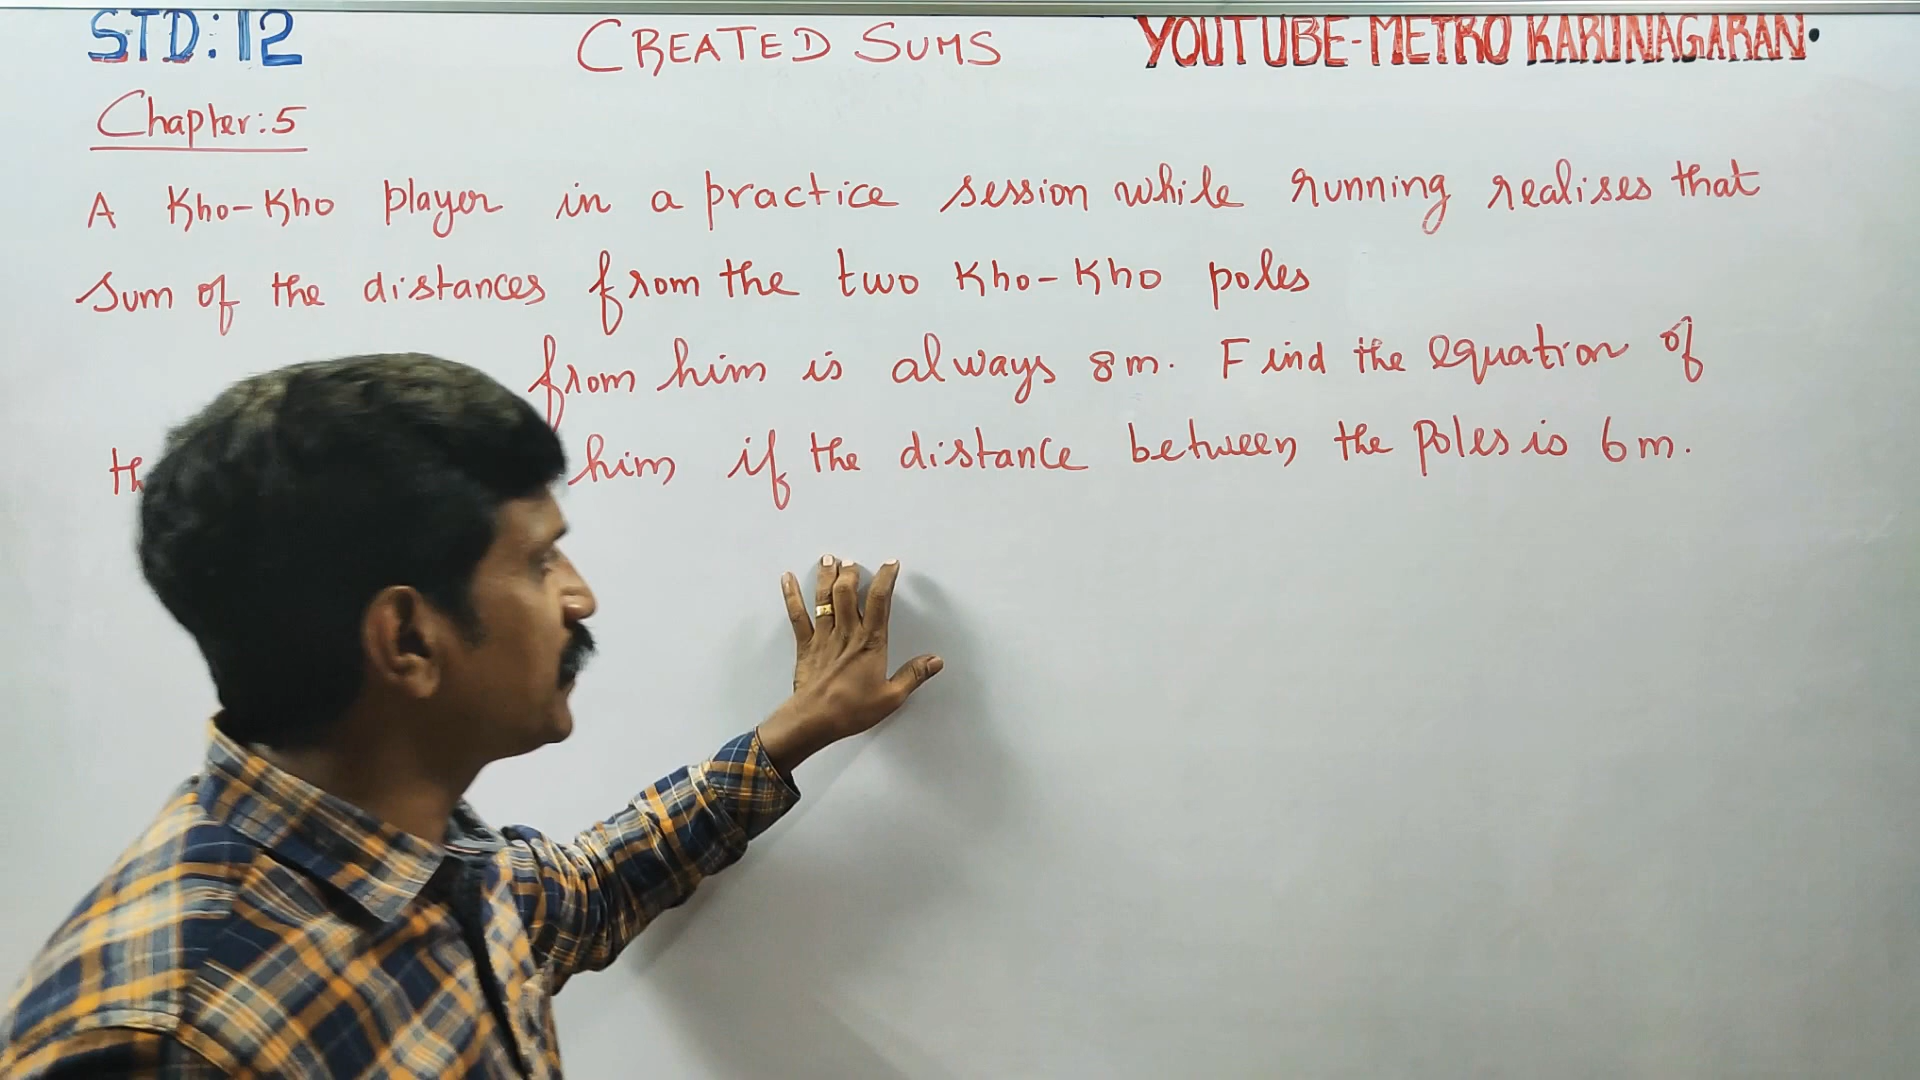 STD:12 CREATED SUMS YOUTUBE-METRO KARUNAGARAN.
Chapter:5
A Kho-Kho player in a practice session while running realises that
Sum of the distances from the two Kho-Kho poles
from him is always 8m. Find the equation of
him if the distance between the Poles is 6m.